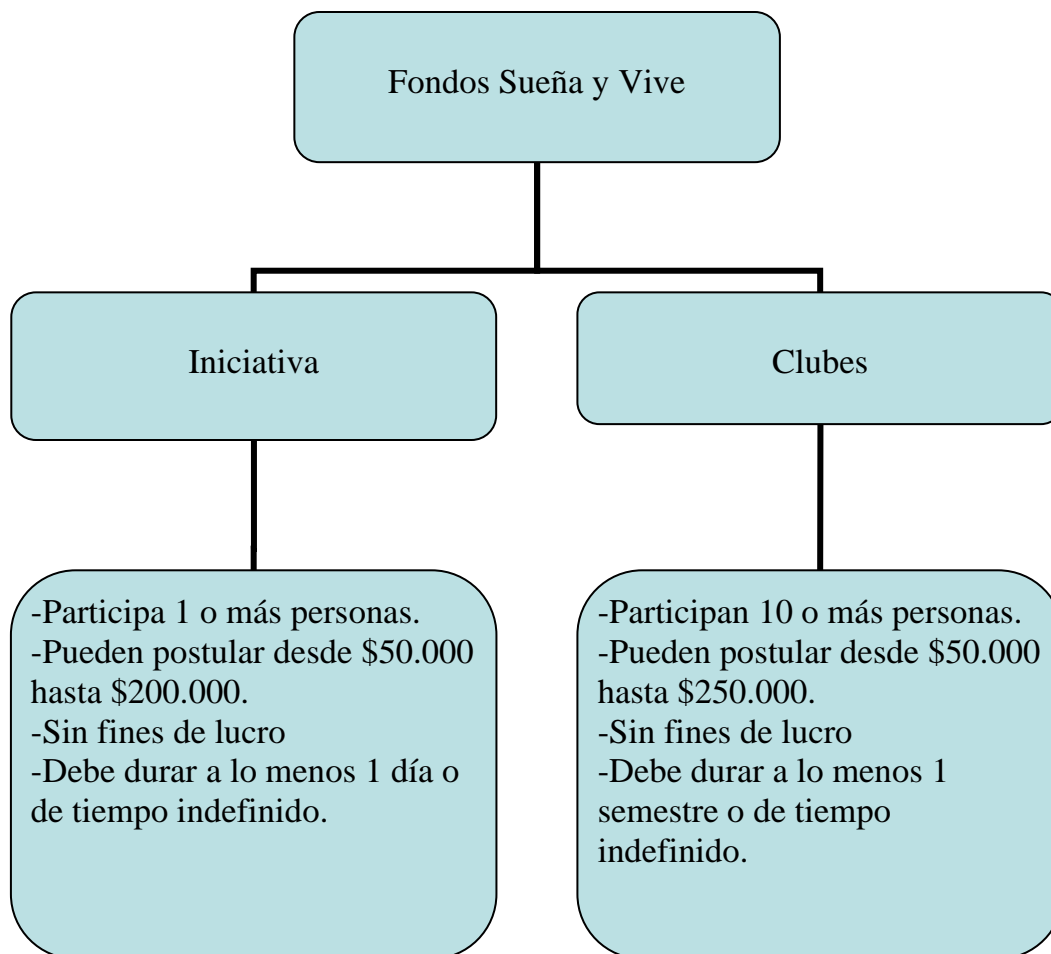 Fondos Sueña y Vive
Iniciativa
Clubes
-Participa 1 o más personas.
-Pueden postular desde $50.000
hasta $200.000.
-Sin fines de lucro
-Debe durar a lo menos 1 día o
de tiempo indefinido.
-Participan 10 o más personas.
-Pueden postular desde $50.000
hasta $250.000.
-Sin fines de lucro
-Debe durar a lo menos 1
semestre o de tiempo
indefinido.